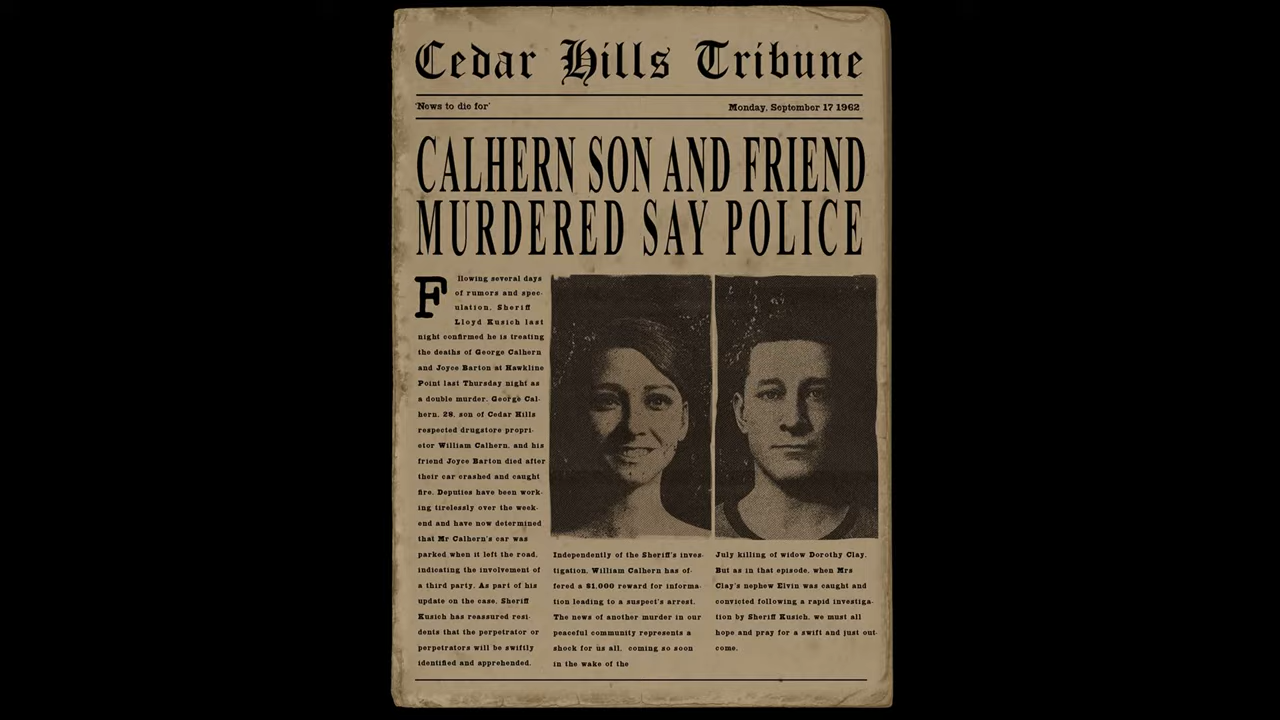 Cedar Hills Tribune
'News to die for'
Monday, September 17 1962
CALHERN SON AND FRIEND
MURDERED SAY POLICE
Fllowing several days
of rumors and spec-
ulation, Sheriff
Lloyd Kusich last
night confirmed he is treating
the deaths of George Calhern
and Joyce Barton at Hawkline
Point last Thursday night as
a double murder. George Cal-
hern, 28, son of Cedar Hills
respected drugstore propri-
etor William Calhern, and his
friend Joyce Barton died after
their car crashed and caught
fire. Deputies have been work-
ing tirelessly over the week-
end and have now determined
that Mr Calhern's car was
parked when it left the road,
indicating the involvement of
a third party. As part of his
update on the case, Sheriff
Kusich has reassured resi-
dents that the perpetrator or
perpetrators will be swiftly
identified and apprehended.
Independently of the Sheriff's inves-
tigation, William Calhern has of-
fered a $1,000 reward for informa-
tion leading to a suspect's arrest.
The news of another murder in our
peaceful community represents a
shock for us all, coming so soon
in the wake of the
July killing of widow Dorothy Clay.
But as in that episode, when Mrs
Clay's nephew Elvin was caught and
convicted following a rapid investiga-
tion by Sheriff Kusich, we must all
hope and pray for a swift and just out-
come.